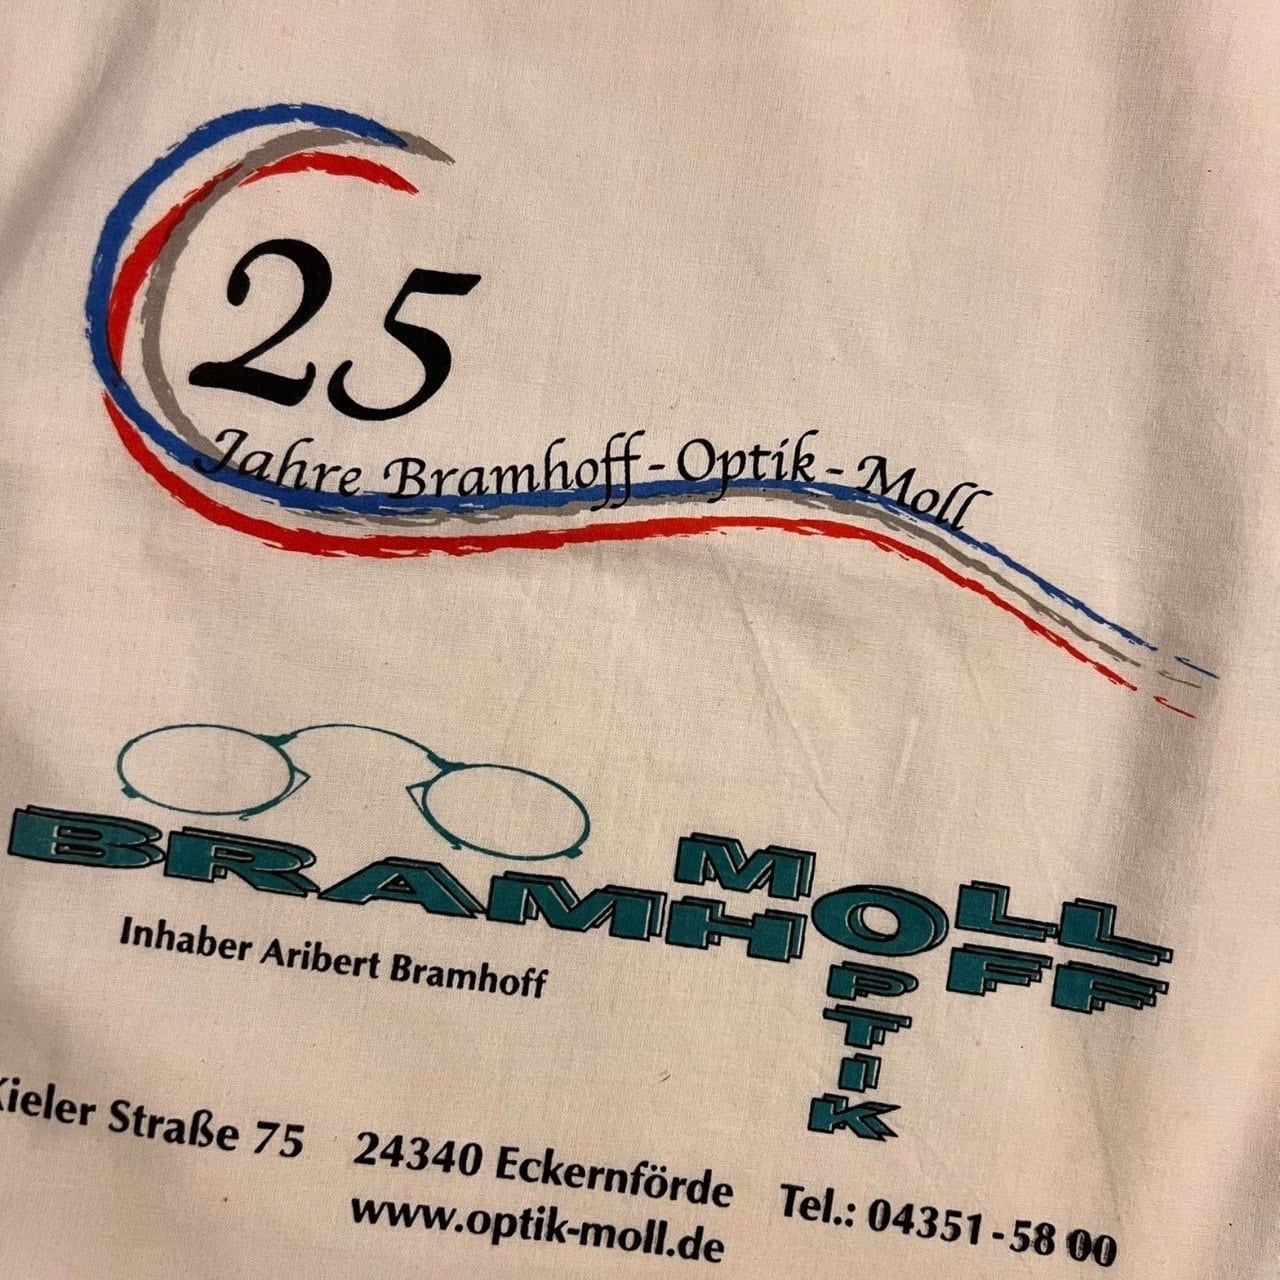 25
Jahre Bramhoff-Optik-Moll
MOLL
BRAMHOFF
OPTIK
Inhaber Aribert Bramhoff
Kieler Straße 75 24340 Eckernförde Tel.: 04351-58 00
www.optik-moll.de